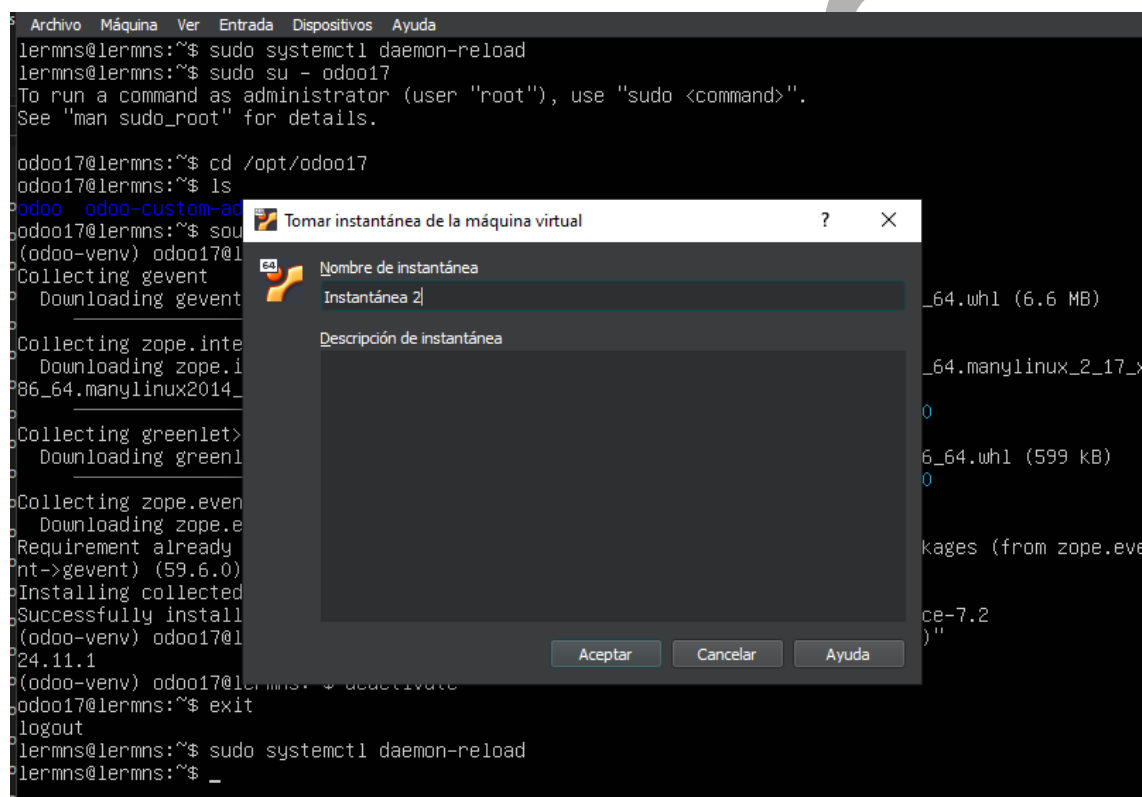 Archivo Máquina Ver Entrada Dispositivos Ayuda
lermns@lermns:~$ sudo systemctl daemon-reload
lermns@lermns:~$ sudo su - odoo17
To run a command as administrator (user "root"), use "sudo <command>".
See "man sudo_root" for details.
odoo17@lermns:~$ cd /opt/odoo17
odoo17@lermns:~$ ls
odoo odoo-custom-ad
odoo17@lermns:~$ sou
(odoo-venv) odoo17@l
Collecting gevent
Downloading gevent
_64.whl (6.6 MB)
Collecting zope.inte
Downloading zope.i
_64.manylinux_2_17_x
86_64.manylinux2014_
Collecting greenlet>
Downloading greenl
6_64.whl (599 kB)
Collecting zope.even
Downloading zope.e
Requirement already
kages (from zope.eve
nt->gevent) (59.6.0)
Installing collected
Successfully install
ce-7.2
(odoo-venv) odoo17@l
)"
24.11.1
(odoo-venv) odoo17@lermns:~$ deactivate
odoo17@lermns:~$ exit
logout
lermns@lermns:~$ sudo systemctl daemon-reload
lermns@lermns:~$ _
Tomar instantánea de la máquina virtual
64
Nombre de instantánea
Instantánea 2
Descripción de instantánea
Aceptar Cancelar Ayuda